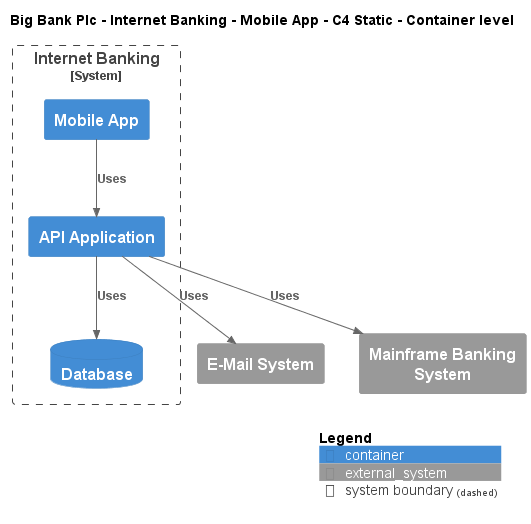 Big Bank Plc - Internet Banking - Mobile App - C4 Static - Container level
Internet Banking
[System]
Mobile App
Uses
API Application
Uses
Uses
Uses
Database
E-Mail System
Mainframe Banking
System
Legend
container
external_system
system boundary (dashed)